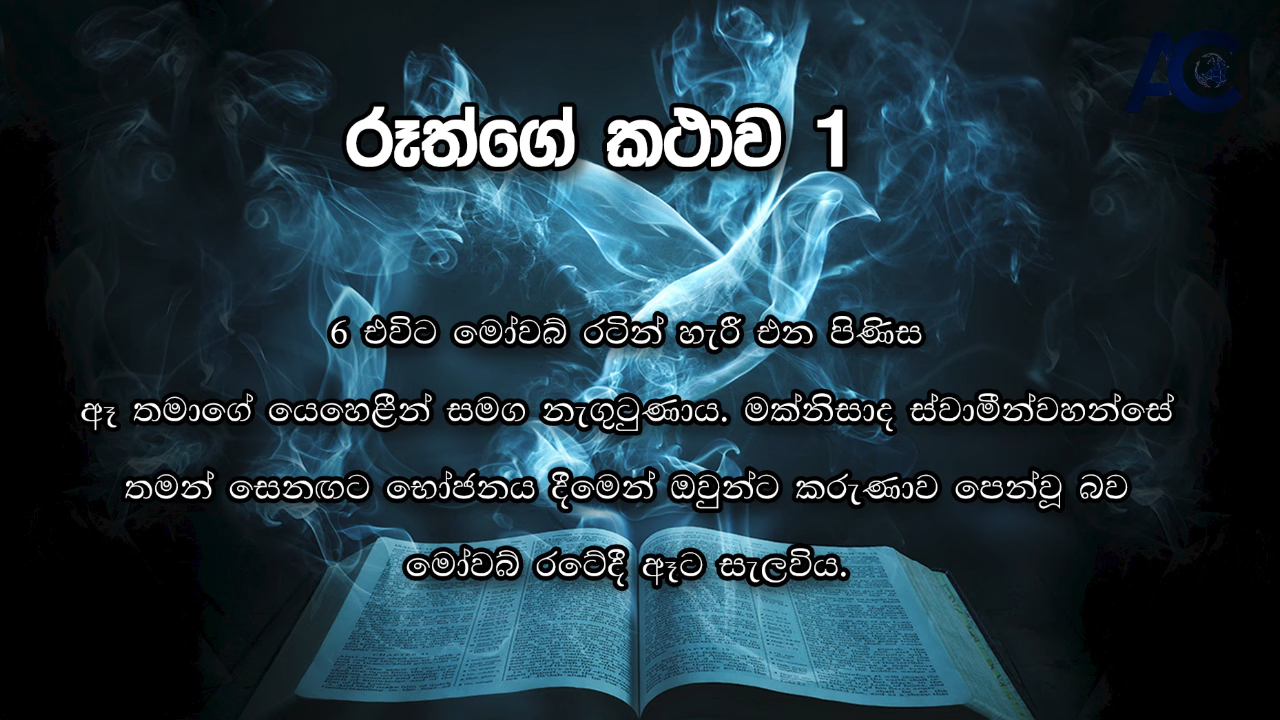 රූත්ගේ කථාව 1
6 එවිට මෝවබ් රටින් හැරී එන පිණිස
ඈ තමාගේ යෙහෙළීන් සමග නැගුටුණාය. මක්නිසාද ස්වාමීන්වහන්සේ
තමන් සෙනඟට භෝජනය දීමෙන් ඔවුන්ට කරුණාව පෙන්වූ බව
මෝවබ් රටේදී ඈට සැලවිය.
AC